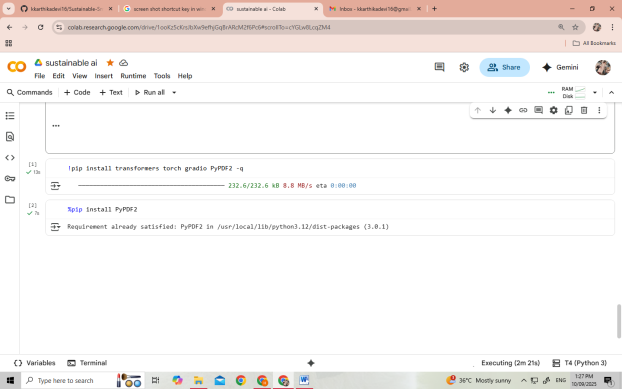 kkarthikadevi16/Sustainable-Sm
screen shot shortcut key in win
sustainable ai - Colab
Inbox - kkarthikadevi16@gmai
colab.research.google.com/drive/
All Bookmarks
sustainable ai
File Edit View Insert Runtime Tools Help
Share
Gemini
Commands + Code + Text Run all
RAM
Disk
[1]
13s
!pip install transformers torch gradio PyPDF2 -q
232.6/232.6 kB 8.8 MB/s eta 0:00:00
[2]
7s
%pip install PyPDF2
Requirement already satisfied: PyPDF2 in /usr/local/lib/python3.12/dist-packages (3.0.1)
Variables Terminal
Executing (2m 21s) T4 (Python 3)
Type here to search
36°C Mostly sunny
ENG
1:27 PM
10/09/2025